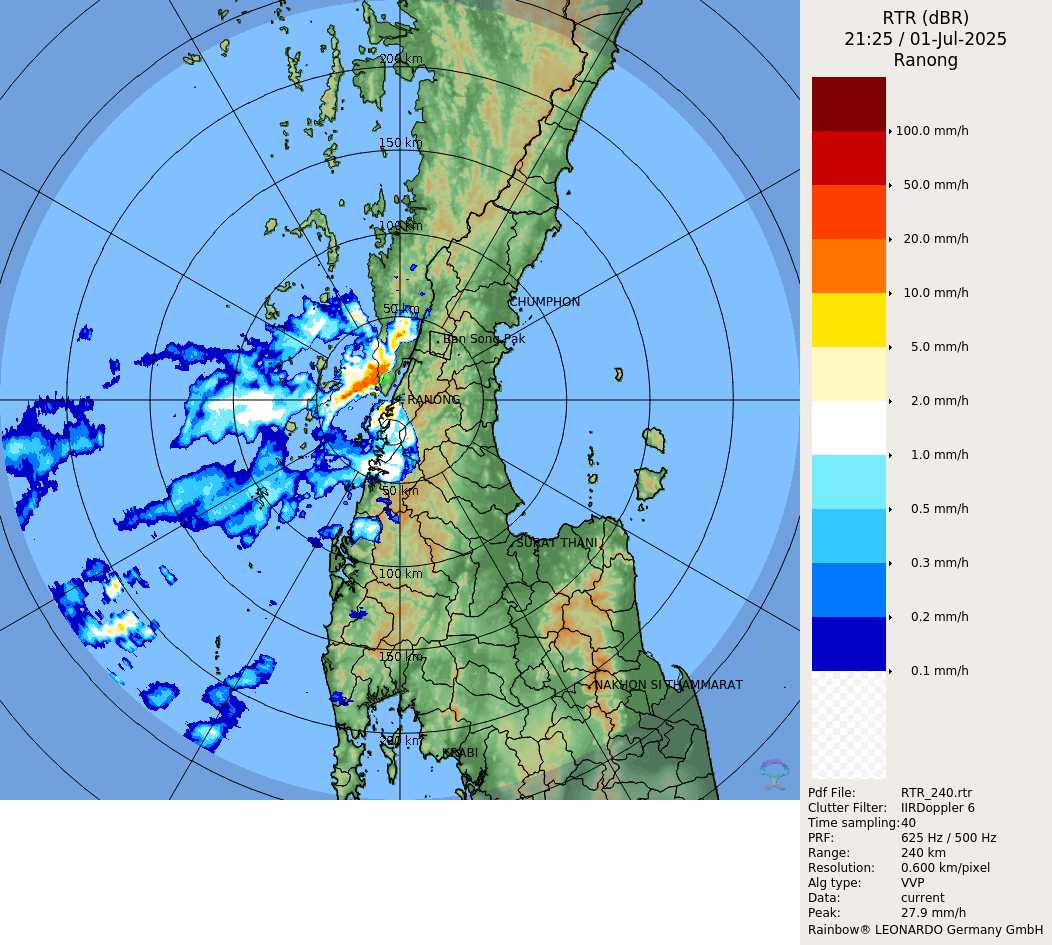 RTR (dBR)
21:25 / 01-Jul-2025
Ranong
200 km
150 km
100 km
50 km
CHUMPHON
Ban Song Pak
RANONG
50 km
SURAT THANI
100 km
150 km
NAKHON SI THAMMARAT
200 km
KRABI
100.0 mm/h
50.0 mm/h
20.0 mm/h
10.0 mm/h
5.0 mm/h
2.0 mm/h
1.0 mm/h
0.5 mm/h
0.3 mm/h
0.2 mm/h
0.1 mm/h
Pdf File: RTR_240.rtr
Clutter Filter: IIRDoppler 6
Time sampling:40
PRF: 625 Hz / 500 Hz
Range: 240 km
Resolution: 0.600 km/pixel
Alg type: VVP
Data: current
Peak: 27.9 mm/h
Rainbow® LEONARDO Germany GmbH